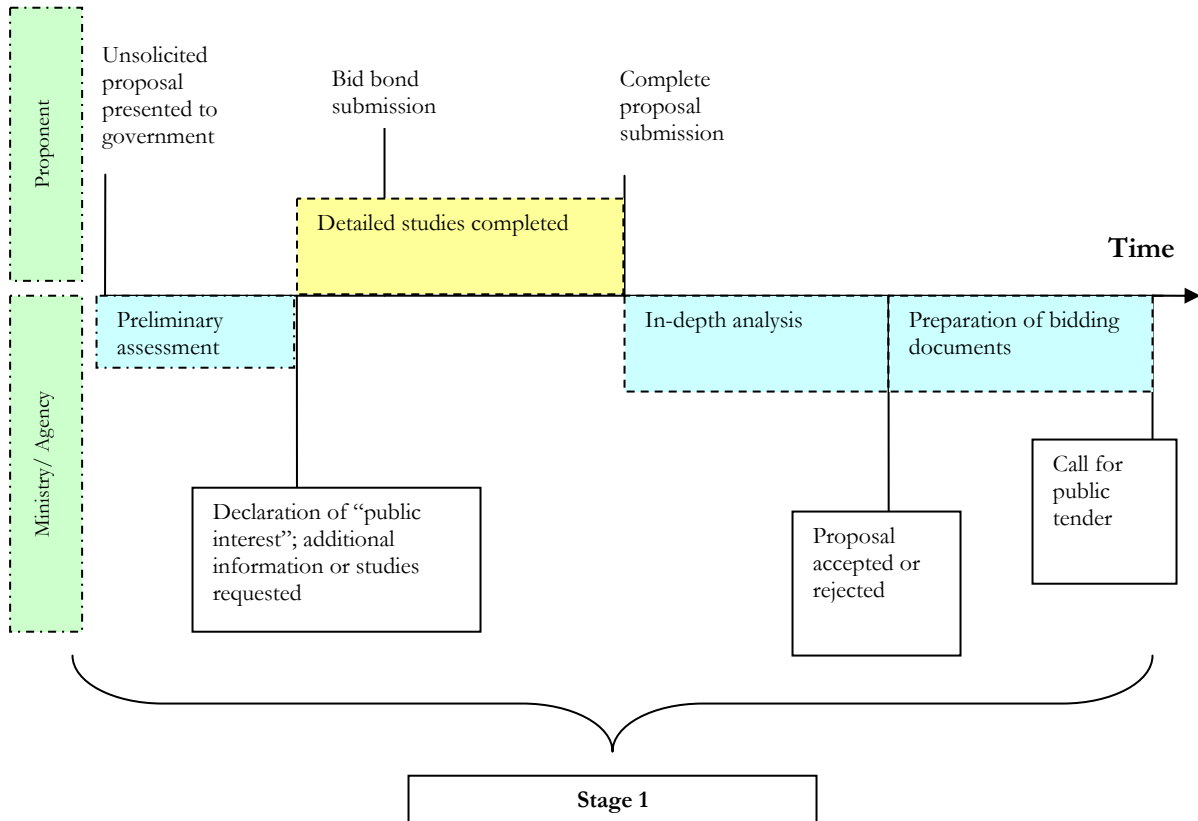 Proponent
Unsolicited
proposal
presented to
government
Bid bond
submission
Complete
proposal
submission
Detailed studies completed
Time
Ministry/ Agency
Preliminary
assessment
In-depth analysis
Preparation of bidding
documents
Declaration of “public
interest”; additional
information or studies
requested
Proposal
accepted or
rejected
Call for
public
tender
Stage 1